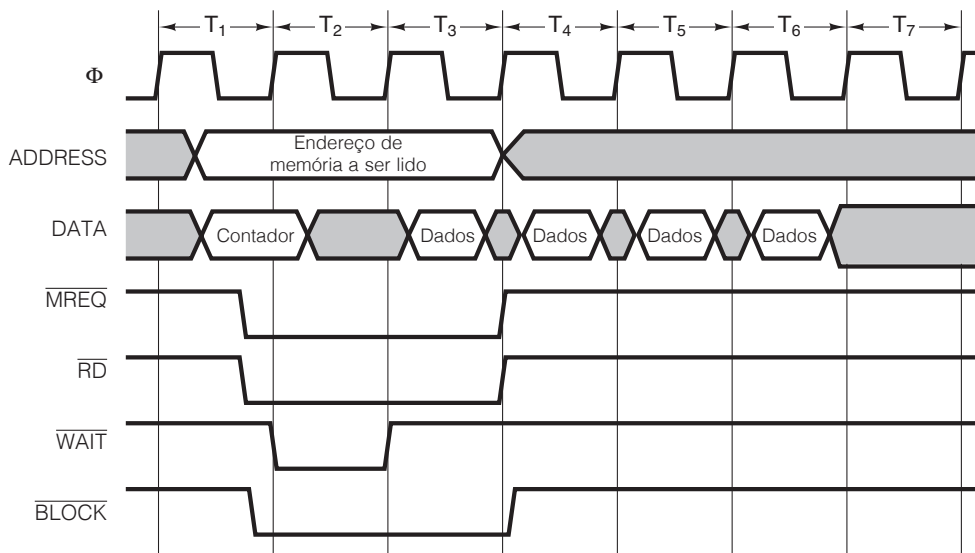 T₁ T₂ T₃ T₄ T₅ T₆ T₇
Φ
ADDRESS
Endereço de
memória a ser lido
DATA
Contador Dados Dados Dados Dados
MREQ
RD
WAIT
BLOCK